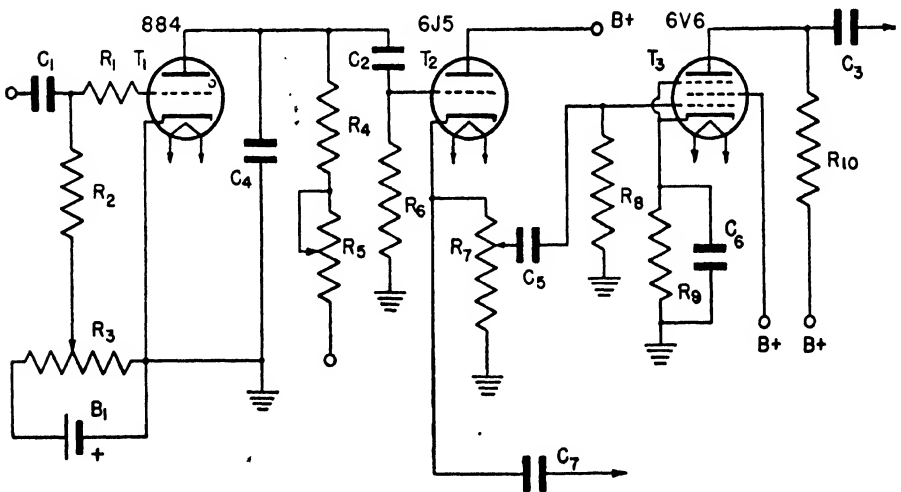 884
6J5
B+
6V6
C1
R1
T1
C2
T2
T3
C3
R4
C4
R2
R6
R5
R7
C5
R8
C6
R9
R10
R3
B1
+
B+
B+
C7